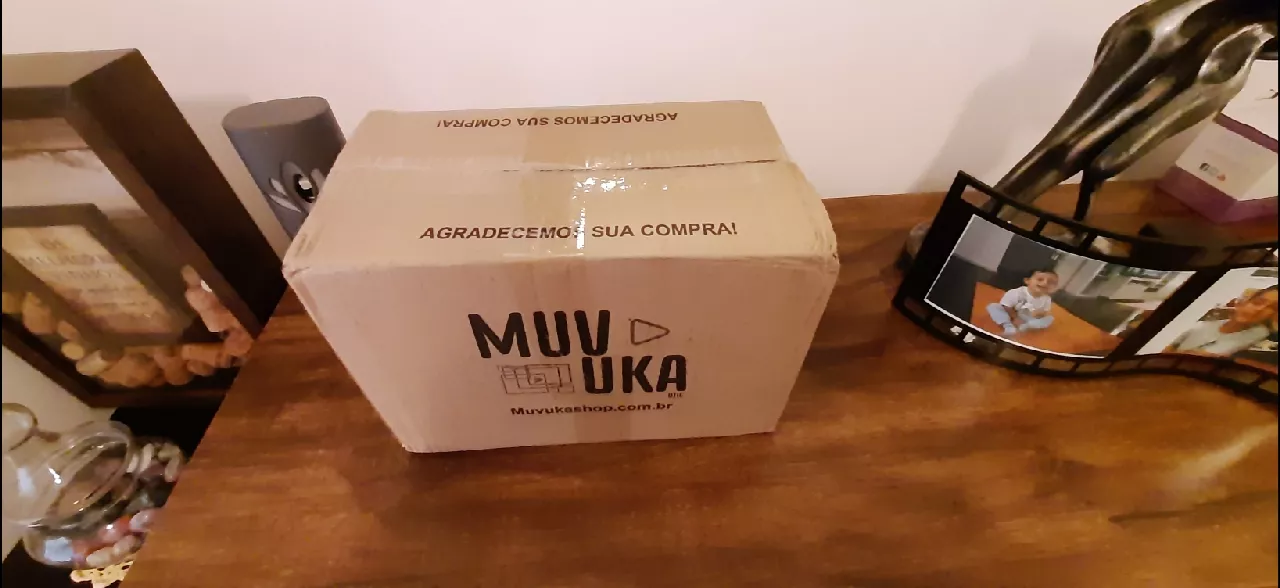 AGRADECEMOS SUA COMPRA!
AGRADECEMOS SUA COMPRA!
MUV
UKA
Muvukashop.com.br